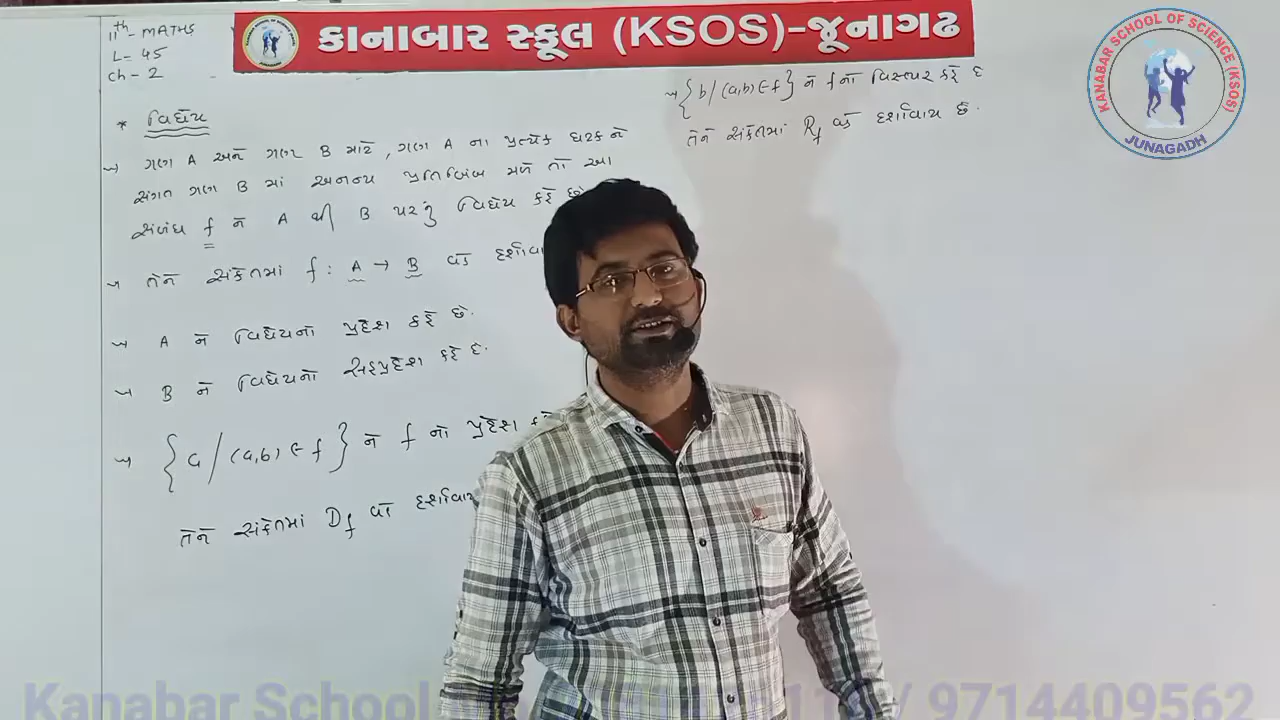 11th - MATHS
L - 45
ch - 2
કાનાબાર સ્કૂલ (KSOS)-જૂનાગઢ
KANABAR SCHOOL OF SCIENCE (KSOS)
JUNAGADH
* વિધેય
→ ગણ A અને ગણ B માટે, ગણ A ના પ્રત્યેક ઘટક ને
સંગત ગણ B માં અનન્ય પ્રતિબિંબ મળે તો આ
સંબંધ f ને A થી B પરનું વિધેય કહે છે.
→ તેને સંકેતમાં f : A → B વડે
→ A ને વિધેયનો પ્રદેશ કહે છે.
→ B ને વિધેયનો સહપ્રદેશ કહે છે.
→ {a / (a,b) ∈ f} ને f નો પ્રદેશ કહે
તેને સંકેતમાં Df વડે દર્શાવાય
→ {b / (a,b) ∈ f} ને f નો વિસ્તાર કહે છે
તેને સંકેતમાં Rf વડે દર્શાવાય છે.
Kanabar School / 9714409562